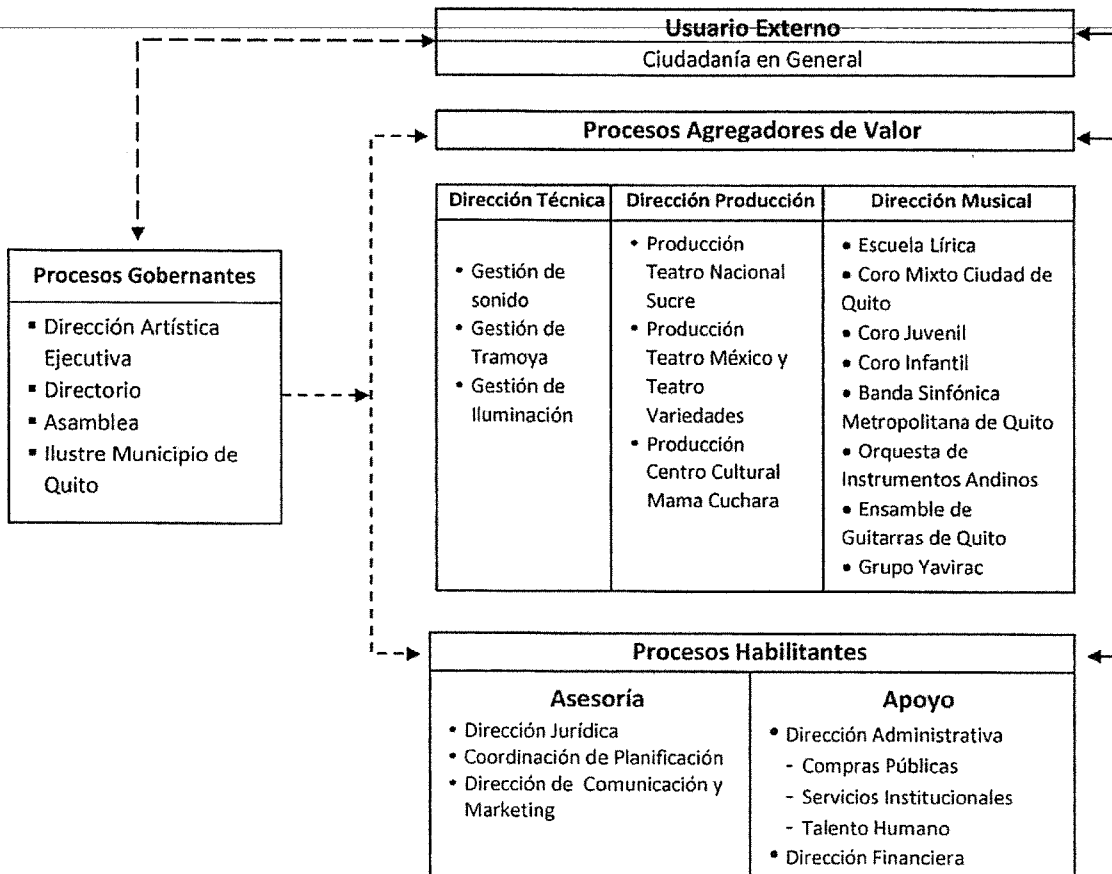 Usuario Externo
Ciudadanía en General
Procesos Agregadores de Valor
Dirección Técnica
• Gestión de
sonido
• Gestión de
Tramoya
• Gestión de
Iluminación
Dirección Producción
• Producción
Teatro Nacional
Sucre
• Producción
Teatro México y
Teatro
Variedades
• Producción
Centro Cultural
Mama Cuchara
Dirección Musical
• Escuela Lírica
• Coro Mixto Ciudad de
Quito
• Coro Juvenil
• Coro Infantil
• Banda Sinfónica
Metropolitana de Quito
• Orquesta de
Instrumentos Andinos
• Ensamble de
Guitarras de Quito
• Grupo Yavirac
Procesos Gobernantes
▪ Dirección Artística
Ejecutiva
▪ Directorio
▪ Asamblea
▪ Ilustre Municipio de
Quito
Procesos Habilitantes
Asesoría
• Dirección Jurídica
• Coordinación de Planificación
• Dirección de Comunicación y
Marketing
Apoyo
• Dirección Administrativa
- Compras Públicas
- Servicios Institucionales
- Talento Humano
• Dirección Financiera